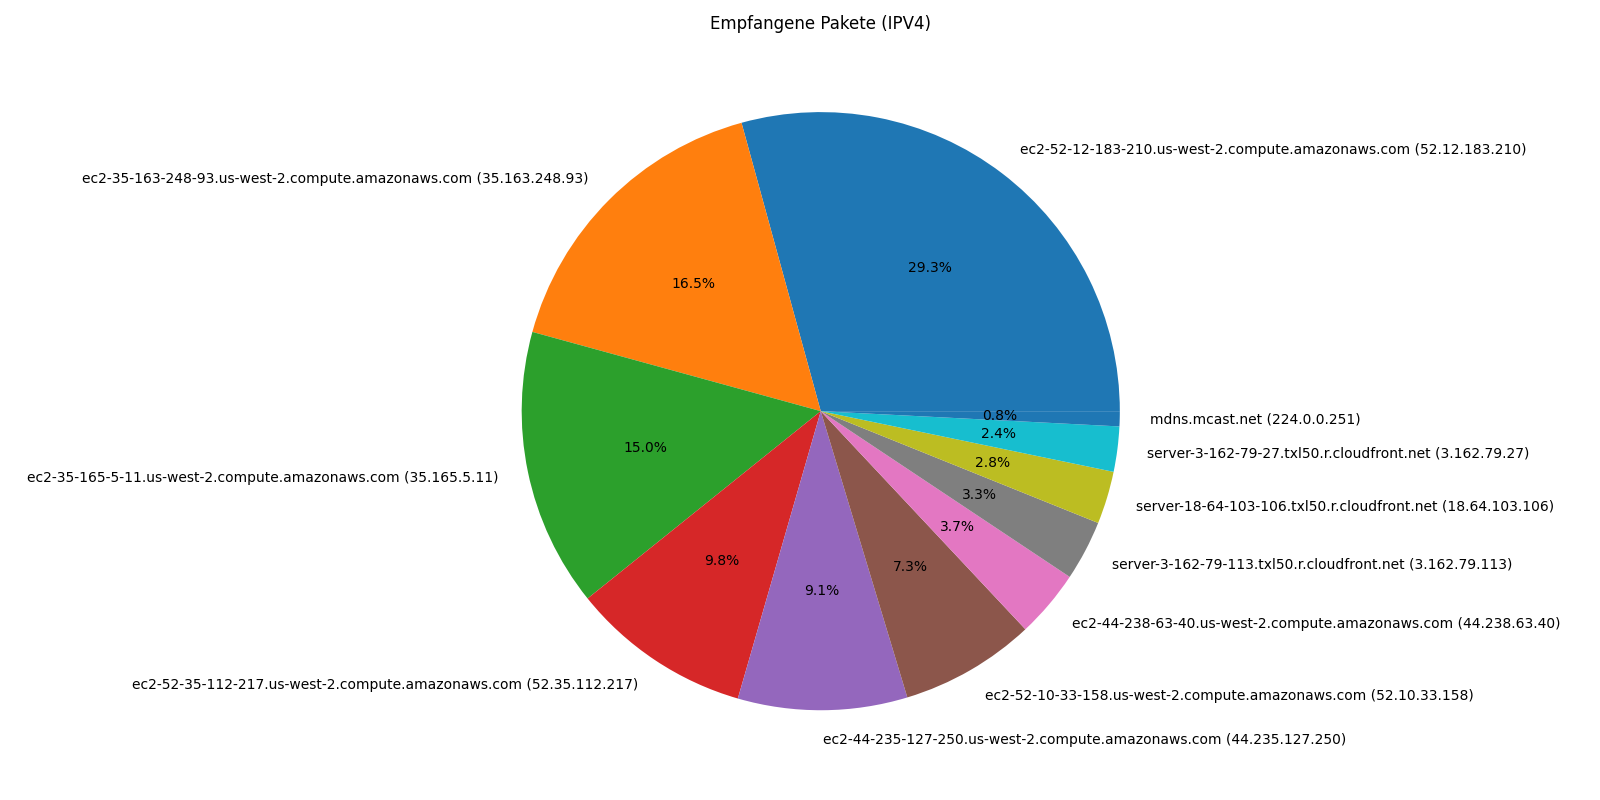 Empfangene Pakete (IPV4)
ec2-52-12-183-210.us-west-2.compute.amazonaws.com (52.12.183.210)
29.3%
ec2-35-163-248-93.us-west-2.compute.amazonaws.com (35.163.248.93)
16.5%
ec2-35-165-5-11.us-west-2.compute.amazonaws.com (35.165.5.11)
15.0%
ec2-52-35-112-217.us-west-2.compute.amazonaws.com (52.35.112.217)
9.8%
ec2-44-235-127-250.us-west-2.compute.amazonaws.com (44.235.127.250)
9.1%
ec2-52-10-33-158.us-west-2.compute.amazonaws.com (52.10.33.158)
7.3%
ec2-44-238-63-40.us-west-2.compute.amazonaws.com (44.238.63.40)
3.7%
server-3-162-79-113.txl50.r.cloudfront.net (3.162.79.113)
3.3%
server-18-64-103-106.txl50.r.cloudfront.net (18.64.103.106)
2.8%
server-3-162-79-27.txl50.r.cloudfront.net (3.162.79.27)
2.4%
mdns.mcast.net (224.0.0.251)
0.8%